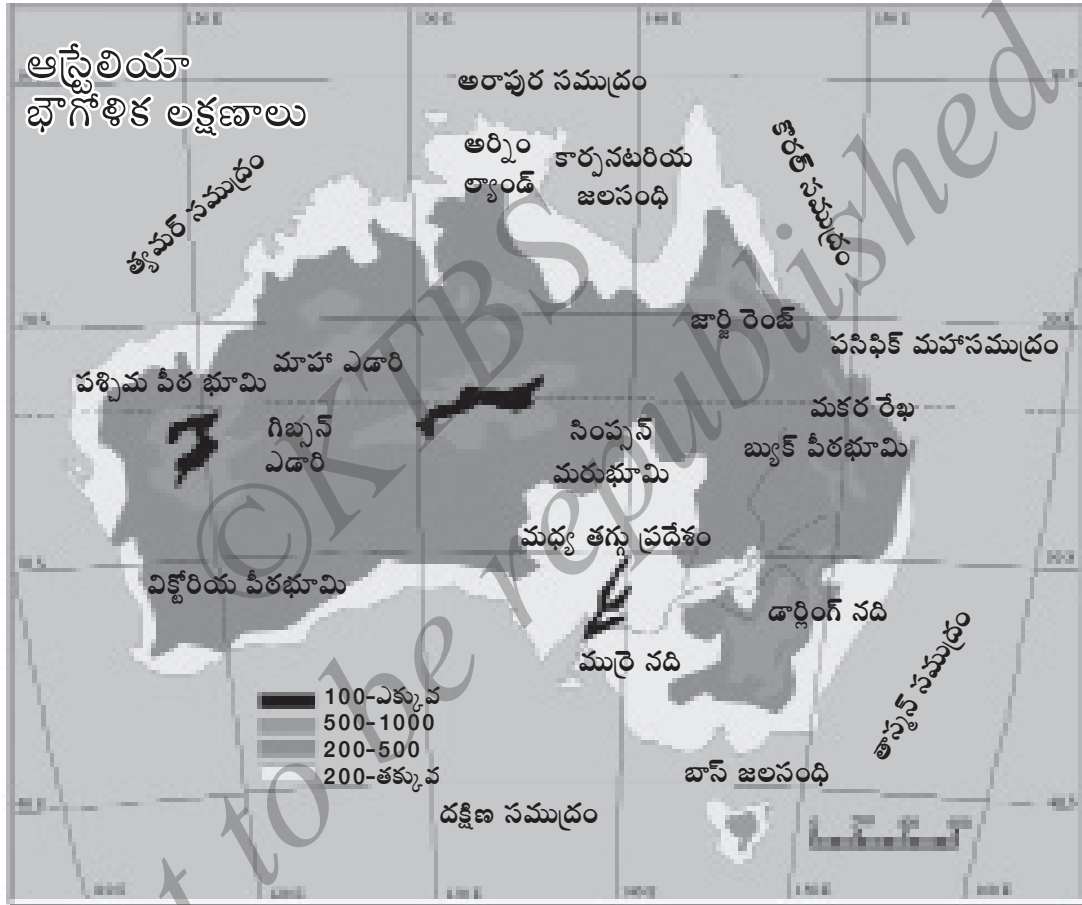 ఆస్ట్రేలియా
భౌగోళిక లక్షణాలు
అరాపుర సముద్రం
అర్నిం
ల్యాండ్
కార్పనటరియ
జలసంధి
కోరల్ సముద్రం
త్యమర్ సముద్రం
జార్జి రెంజ్
పసిఫిక్ మహాసముద్రం
మాహా ఎడారి
పశ్చిమ పీఠ భూమి
మకర రేఖ
గిబ్సన్
ఎడారి
సింప్సన్
మరుభూమి
బ్యుక్ పీఠభూమి
మధ్య తగ్గు ప్రదేశం
విక్టోరియ పీఠభూమి
డార్లింగ్ నది
ముర్రె నది
తాస్మన్ సముద్రం
100-ఎక్కువ
500-1000
200-500
200-తక్కువ
బాస్ జలసంధి
దక్షిణ సముద్రం
©KTBS
t to be republished